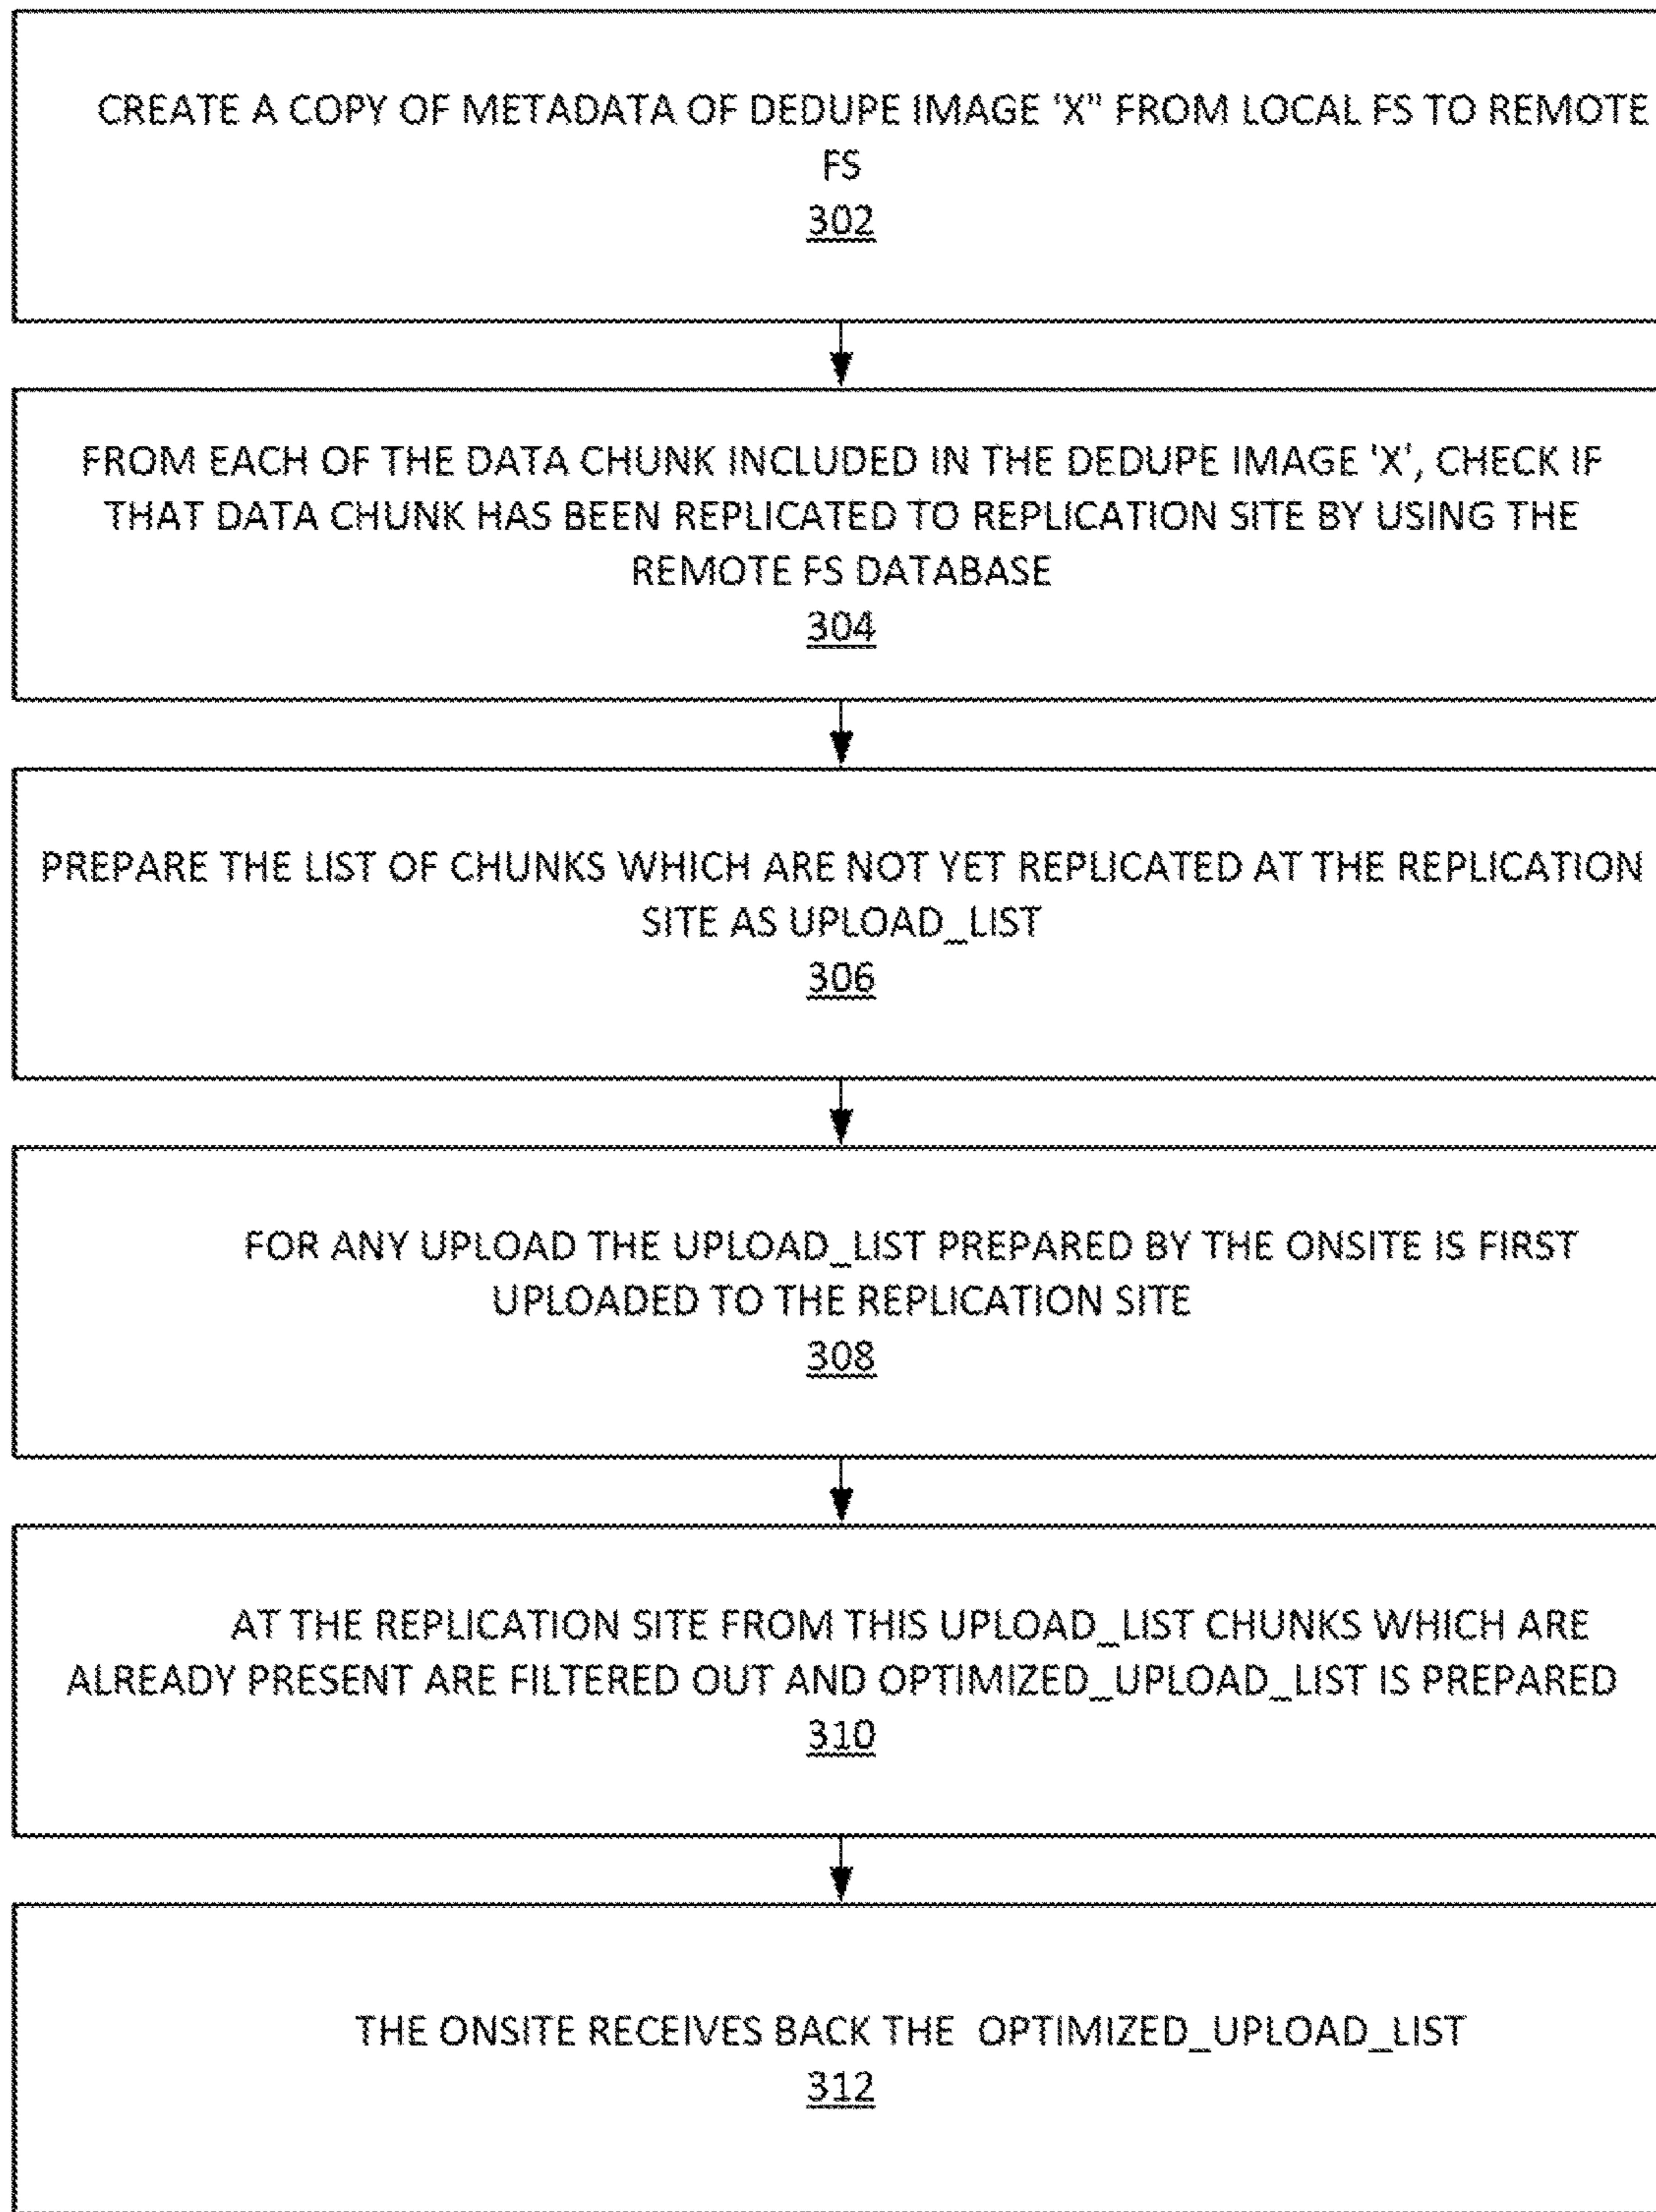 CREATE A COPY OF METADATA OF DEDUPE IMAGE 'X" FROM LOCAL FS TO REMOTE
FS
302
FROM EACH OF THE DATA CHUNK INCLUDED IN THE DEDUPE IMAGE 'X', CHECK IF
THAT DATA CHUNK HAS BEEN REPLICATED TO REPLICATION SITE BY USING THE
REMOTE FS DATABASE
304
PREPARE THE LIST OF CHUNKS WHICH ARE NOT YET REPLICATED AT THE REPLICATION
SITE AS UPLOAD_LIST
306
FOR ANY UPLOAD THE UPLOAD_LIST PREPARED BY THE ONSITE IS FIRST
UPLOADED TO THE REPLICATION SITE
308
AT THE REPLICATION SITE FROM THIS UPLOAD_LIST CHUNKS WHICH ARE
ALREADY PRESENT ARE FILTERED OUT AND OPTIMIZED_UPLOAD_LIST IS PREPARED
310
THE ONSITE RECEIVES BACK THE OPTIMIZED_UPLOAD_LIST
312